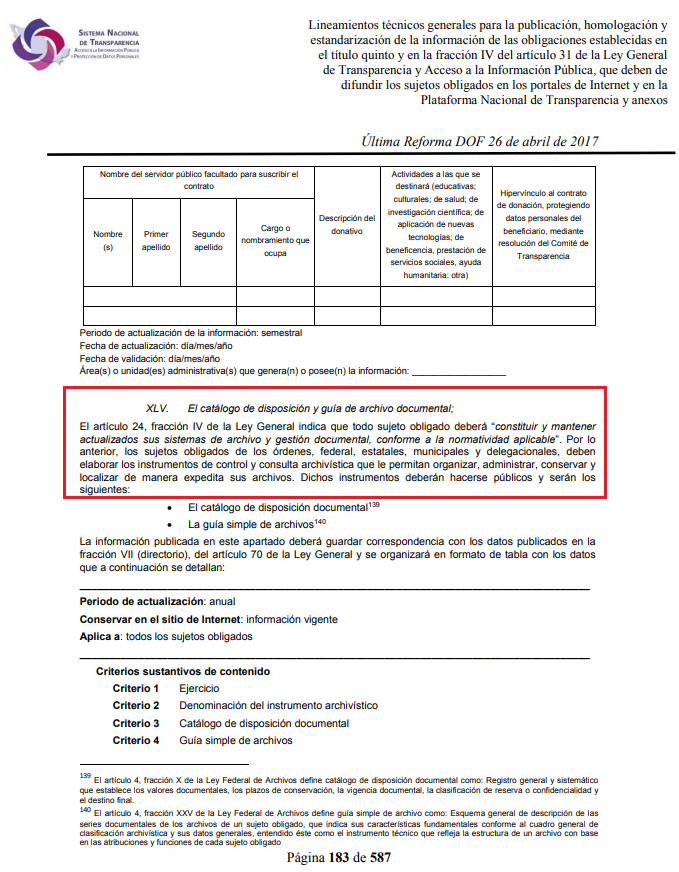 SISTEMA NACIONAL
DE TRANSPARENCIA
ACCESO A LA INFORMACIÓN PÚBLICA
Y PROTECCIÓN DE DATOS PERSONALES
Lineamientos técnicos generales para la publicación, homologación y
estandarización de la información de las obligaciones establecidas en
el título quinto y en la fracción IV del artículo 31 de la Ley General
de Transparencia y Acceso a la Información Pública, que deben de
difundir los sujetos obligados en los portales de Internet y en la
Plataforma Nacional de Transparencia y anexos
Última Reforma DOF 26 de abril de 2017
Nombre del servidor público facultado para suscribir el
contrato
Nombre
(s)
Primer
apellido
Segundo
apellido
Cargo o
nombramiento que
ocupa
Descripción del
donativo
Actividades a las que se
destinará (educativas;
culturales; de salud; de
investigación científica; de
aplicación de nuevas
tecnologías; de
beneficencia, prestación de
servicios sociales, ayuda
humanitaria: otra)
Hipervínculo al contrato
de donación, protegiendo
datos personales del
beneficiario, mediante
resolución del Comité de
Transparencia
Periodo de actualización de la información: semestral
Fecha de actualización: día/mes/año
Fecha de validación: día/mes/año
Área(s) o unidad(es) administrativa(s) que genera(n) o posee(n) la información: _________________
XLV. El catálogo de disposición y guía de archivo documental;
El artículo 24, fracción IV de la Ley General indica que todo sujeto obligado deberá “constituir y mantener
actualizados sus sistemas de archivo y gestión documental, conforme a la normatividad aplicable”. Por lo
anterior, los sujetos obligados de los órdenes, federal, estatales, municipales y delegacionales, deben
elaborar los instrumentos de control y consulta archivística que le permitan organizar, administrar, conservar y
localizar de manera expedita sus archivos. Dichos instrumentos deberán hacerse públicos y serán los
siguientes:
• El catálogo de disposición documental139
• La guía simple de archivos140
La información publicada en este apartado deberá guardar correspondencia con los datos publicados en la
fracción VII (directorio), del artículo 70 de la Ley General y se organizará en formato de tabla con los datos
que a continuación se detallan:
Periodo de actualización: anual
Conservar en el sitio de Internet: información vigente
Aplica a: todos los sujetos obligados
Criterios sustantivos de contenido
Criterio 1 Ejercicio
Criterio 2 Denominación del instrumento archivístico
Criterio 3 Catálogo de disposición documental
Criterio 4 Guía simple de archivos
139 El artículo 4, fracción X de la Ley Federal de Archivos define catálogo de disposición documental como: Registro general y sistemático
que establece los valores documentales, los plazos de conservación, la vigencia documental, la clasificación de reserva o confidencialidad y
el destino final.
140 El artículo 4, fracción XXV de la Ley Federal de Archivos define guía simple de archivo como: Esquema general de descripción de las
series documentales de los archivos de un sujeto obligado, que indica sus características fundamentales conforme al cuadro general de
clasificación archivística y sus datos generales, entendido éste como el instrumento técnico que refleja la estructura de un archivo con base
en las atribuciones y funciones de cada sujeto obligado
Página 183 de 587